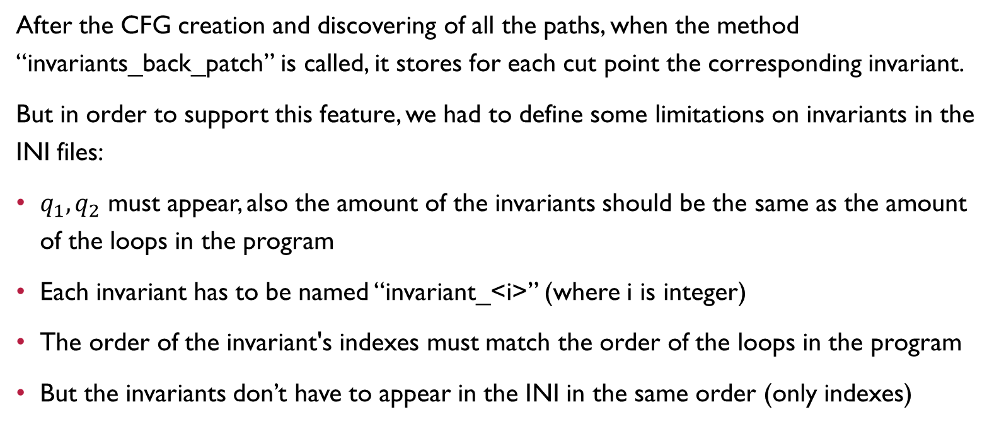 After the CFG creation and discovering of all the paths, when the method
“invariants_back_patch” is called, it stores for each cut point the corresponding invariant.
But in order to support this feature, we had to define some limitations on invariants in the
INI files:
• q₁, q₂ must appear, also the amount of the invariants should be the same as the amount
of the loops in the program
• Each invariant has to be named “invariant_<i>” (where i is integer)
• The order of the invariant's indexes must match the order of the loops in the program
• But the invariants don’t have to appear in the INI in the same order (only indexes)